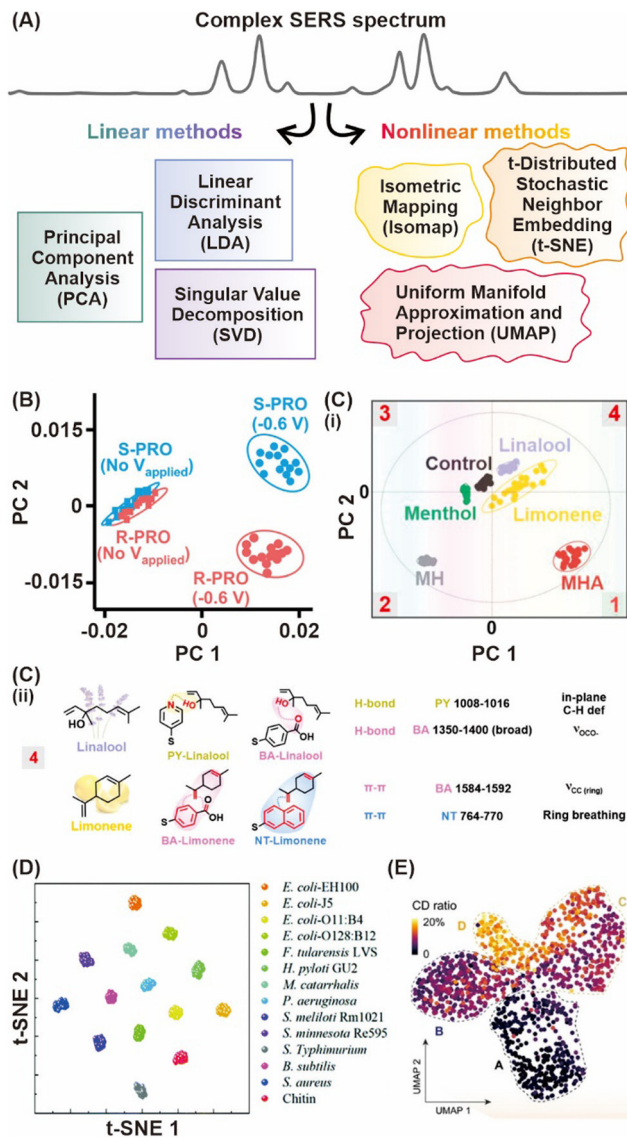 (A)
Complex SERS spectrum
Linear methods
Nonlinear methods
Principal
Component
Analysis
(PCA)
Linear
Discriminant
Analysis
(LDA)
Singular Value
Decomposition
(SVD)
Isometric
Mapping
(Isomap)
t-Distributed
Stochastic
Neighbor
Embedding
(t-SNE)
Uniform Manifold
Approximation and
Projection (UMAP)
(B)
PC 2
0.015
0
-0.015
S-PRO
(-0.6 V)
S-PRO
(No Vapplied)
R-PRO
(No Vapplied)
R-PRO
(-0.6 V)
-0.02
0
0.02
PC 1
(C)
(i)
3
4
PC 2
0
Linalool
Control
Menthol
Limonene
MH
MHA
2
1
0
PC 1
(C)
(ii)
4
HO
Linalool
N
HO
S
PY-Linalool
HO
O
OH
S
BA-Linalool
H-bond
PY 1008-1016
in-plane
C-H def
H-bond
BA 1350-1400 (broad)
νOCO-
Limonene
O
OH
S
BA-Limonene
S
NT-Limonene
π-π
BA 1584-1592
νCC (ring)
π-π
NT 764-770
Ring breathing
(D)
t-SNE 2
t-SNE 1
E. coli-EH100
E. coli-J5
E. coli-O11:B4
E. coli-O128:B12
F. tularensis LVS
H. pyloti GU2
M. catarrhalis
P. aeruginosa
S. meliloti Rm1021
S. minnesota Re595
S. Typhimurium
B. subtilis
S. aureus
Chitin
(E)
CD ratio
20%
0
D
C
B
A
UMAP 2
UMAP 1